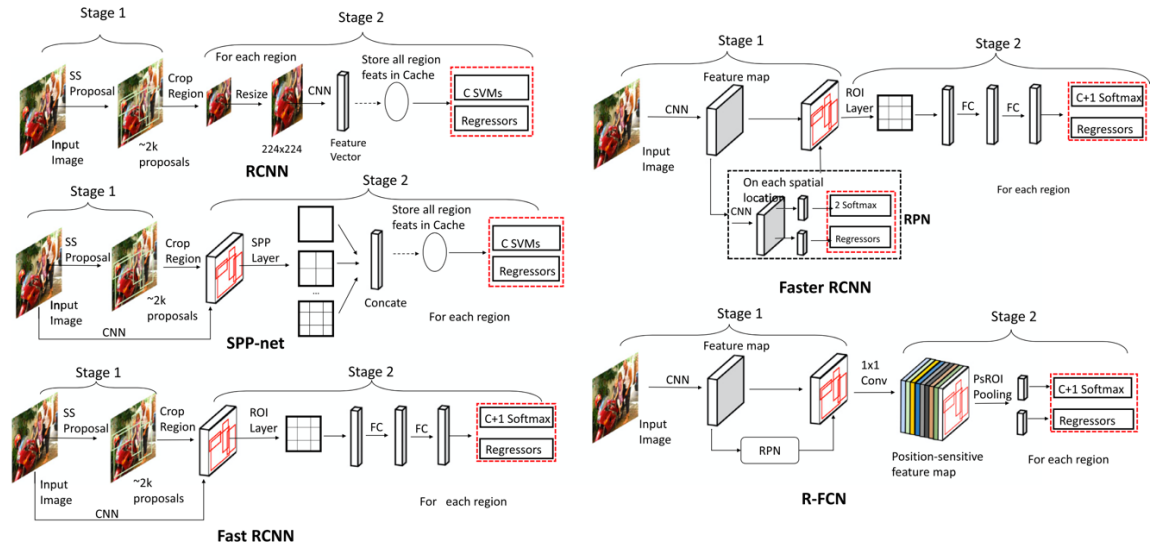 Stage 1
Stage 2
For each region
SS
Proposal
Crop
Region
Resize
CNN
Store all region
feats in Cache
C SVMs
Regressors
Input
Image
~2k
proposals
224x224
Feature
Vector
RCNN
Stage 1
Stage 2
SS
Proposal
Crop
Region
SPP
Layer
Store all region
feats in Cache
C SVMs
Regressors
...
Input
Image
~2k
proposals
CNN
Concate
For each region
SPP-net
Stage 1
Stage 2
SS
Proposal
Crop
Region
ROI
Layer
FC
FC
C+1 Softmax
Regressors
Input
Image
~2k
proposals
CNN
For each region
Fast RCNN
Stage 1
Stage 2
Feature map
CNN
ROI
Layer
FC
FC
C+1 Softmax
Regressors
Input
Image
On each spatial
location
CNN
2 Softmax
Regressors
RPN
For each region
Faster RCNN
Stage 1
Stage 2
Feature map
CNN
1x1
Conv
PsROI
Pooling
C+1 Softmax
Regressors
Input
Image
RPN
Position-sensitive
feature map
For each region
R-FCN